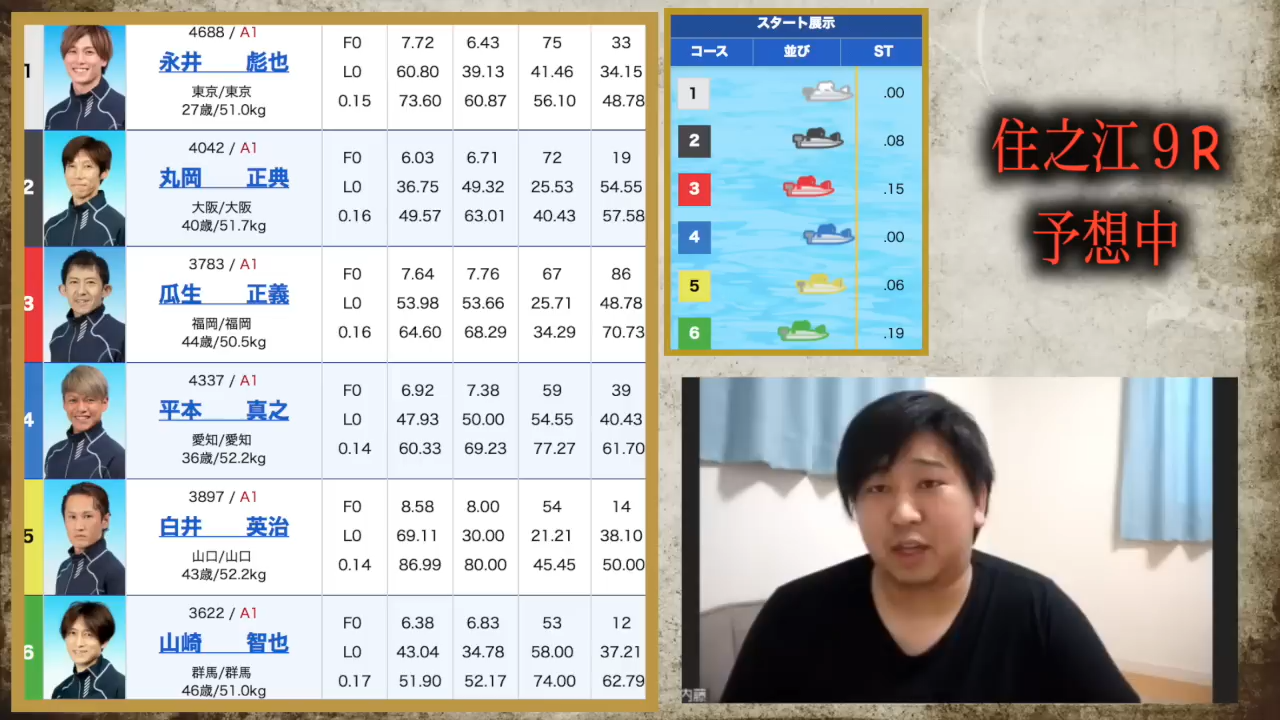 1
4688 / A1
永井 彪也
東京/東京
27歳/51.0kg
F0 7.72 6.43 75 33
L0 60.80 39.13 41.46 34.15
0.15 73.60 60.87 56.10 48.78
2
4042 / A1
丸岡 正典
大阪/大阪
40歳/51.7kg
F0 6.03 6.71 72 19
L0 36.75 49.32 25.53 54.55
0.16 49.57 63.01 40.43 57.58
3
3783 / A1
瓜生 正義
福岡/福岡
44歳/50.5kg
F0 7.64 7.76 67 86
L0 53.98 53.66 25.71 48.78
0.16 64.60 68.29 34.29 70.73
4
4337 / A1
平本 真之
愛知/愛知
36歳/52.2kg
F0 6.92 7.38 59 39
L0 47.93 50.00 54.55 40.43
0.14 60.33 69.23 77.27 61.70
5
3897 / A1
白井 英治
山口/山口
43歳/52.2kg
F0 8.58 8.00 54 14
L0 69.11 30.00 21.21 38.10
0.14 86.99 80.00 45.45 50.00
6
3622 / A1
山崎 智也
群馬/群馬
46歳/51.0kg
F0 6.38 6.83 53 12
L0 43.04 34.78 58.00 37.21
0.17 51.90 52.17 74.00 62.79
スタート展示
コース 並び ST
1 .00
2 .08
3 .15
4 .00
5 .06
6 .19
住之江9R
予想中
内藤